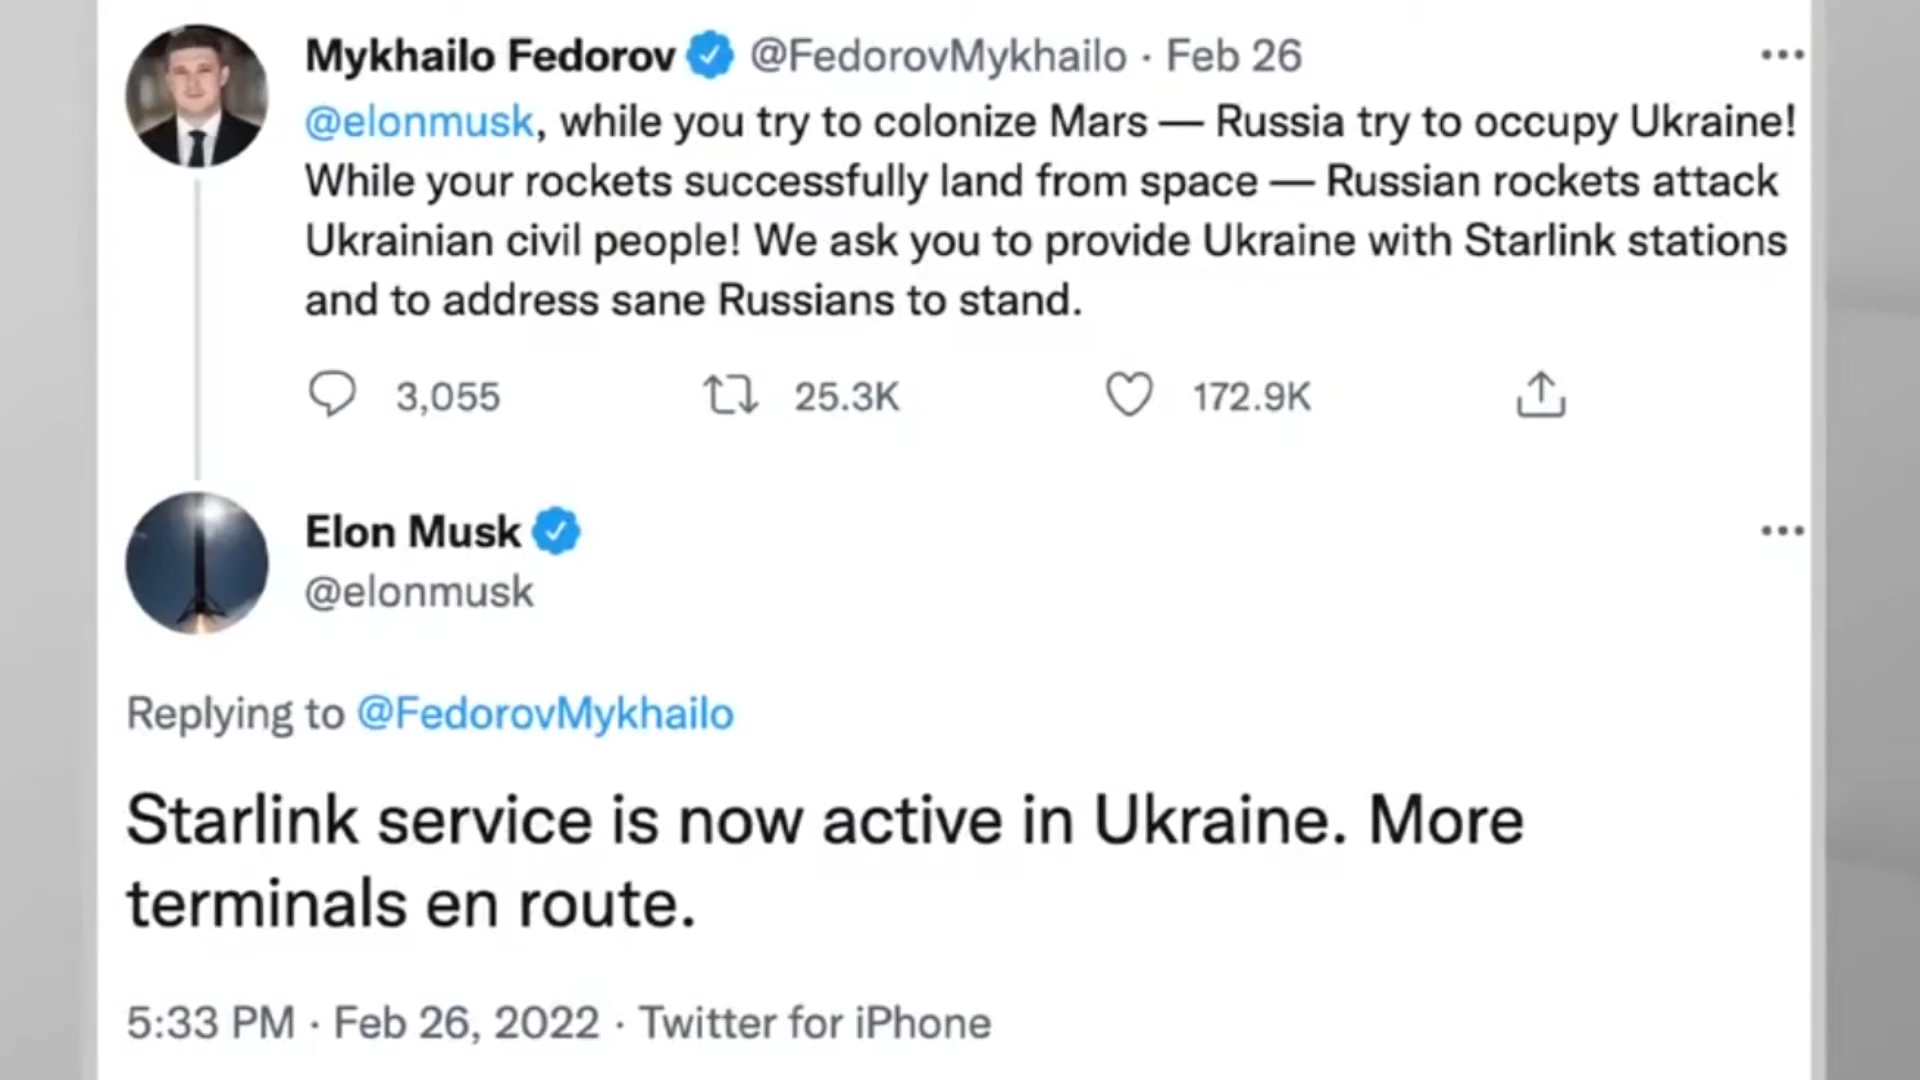 Mykhailo Fedorov @FedorovMykhailo · Feb 26
@elonmusk, while you try to colonize Mars — Russia try to occupy Ukraine!
While your rockets successfully land from space — Russian rockets attack
Ukrainian civil people! We ask you to provide Ukraine with Starlink stations
and to address sane Russians to stand.
3,055 25.3K 172.9K
Elon Musk
@elonmusk
Replying to @FedorovMykhailo
Starlink service is now active in Ukraine. More
terminals en route.
5:33 PM · Feb 26, 2022 · Twitter for iPhone